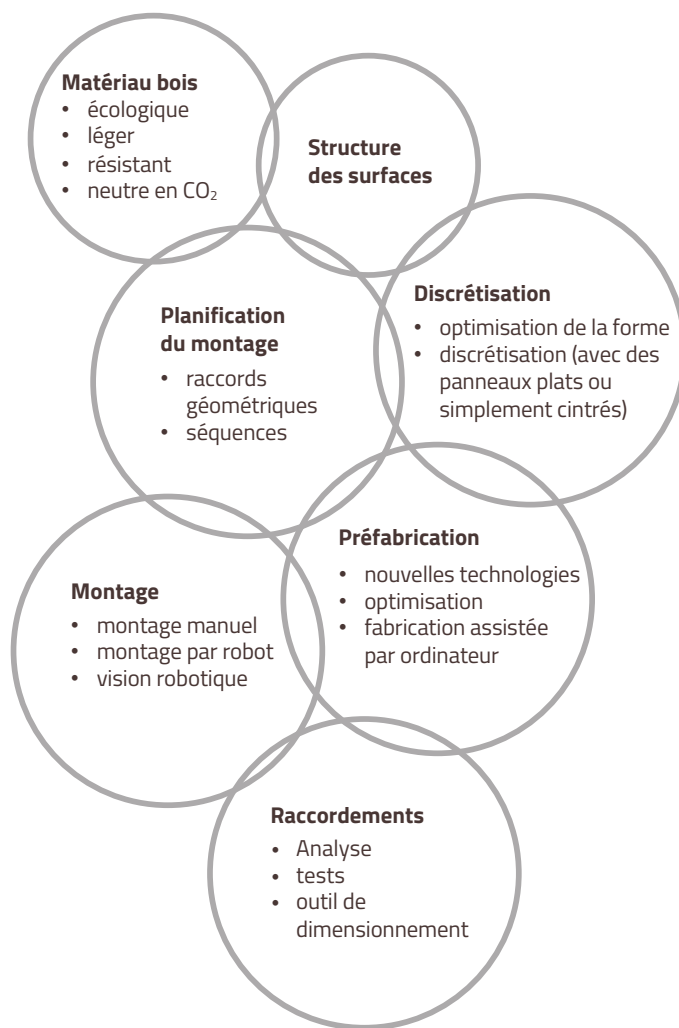 Matériau bois
• écologique
• léger
• résistant
• neutre en CO₂
Structure
des surfaces
Discrétisation
• optimisation de la forme
• discrétisation (avec des
panneaux plats ou
simplement cintrés)
Planification
du montage
• raccords
géométriques
• séquences
Préfabrication
• nouvelles technologies
• optimisation
• fabrication assistée
par ordinateur
Montage
• montage manuel
• montage par robot
• vision robotique
Raccordements
• Analyse
• tests
• outil de
dimensionnement